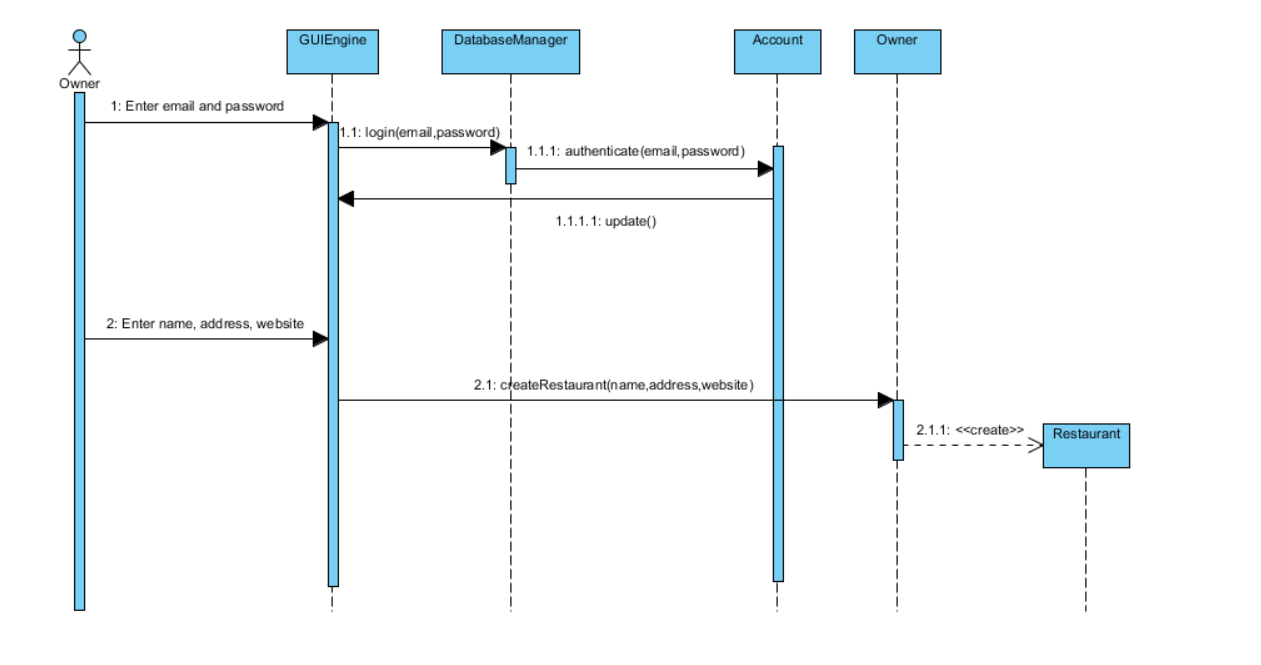 GUIEngine
DatabaseManager
Account
Owner
Owner
1: Enter email and password
1.1: login(email,password)
1.1.1: authenticate(email,password)
1.1.1.1: update()
2: Enter name, address, website
2.1: createRestaurant(name,address,website)
2.1.1: <<create>>
Restaurant